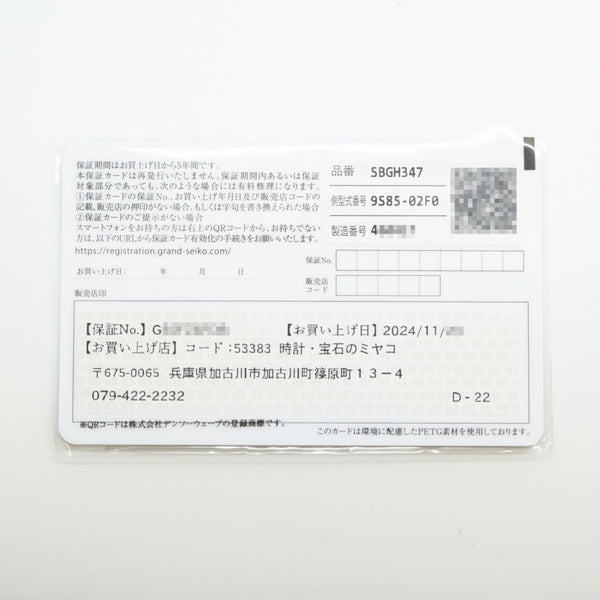 保証期間はお買上げ日から5年間です。
本保証カードは再発行いたしません。保証期間内あるいは保証
対象部分であっても、次のような場合には有料修理になります。
①保証カードの保証No.、お買い上げ年月日及び販売店コードの
記載、販売店の押印がない場合、もしくは字句を書き換えられた場合
②保証カードのご提示がない場合
スマートフォンをお持ちの方は右上のQRコードから、お持ちでない
方は、以下のURLから保証カード有効化の手続きをお願いいたします。
https://registration.grand-seiko.com/
お買い上げ日: 年 月 日
販売店印
品番 SBGH347
側型式番号 9S85-02F0
製造番号 4
保証No.
販売店
コード
【保証No.】G 【お買い上げ日】2024/11/
【お買い上げ店】コード:53383 時計・宝石のミヤコ
〒675-0065 兵庫県加古川市加古川町篠原町13-4
079-422-2232 D-22
※QRコードは株式会社デンソーウェーブの登録商標です。
このカードは環境に配慮したPETG素材を使用しております。